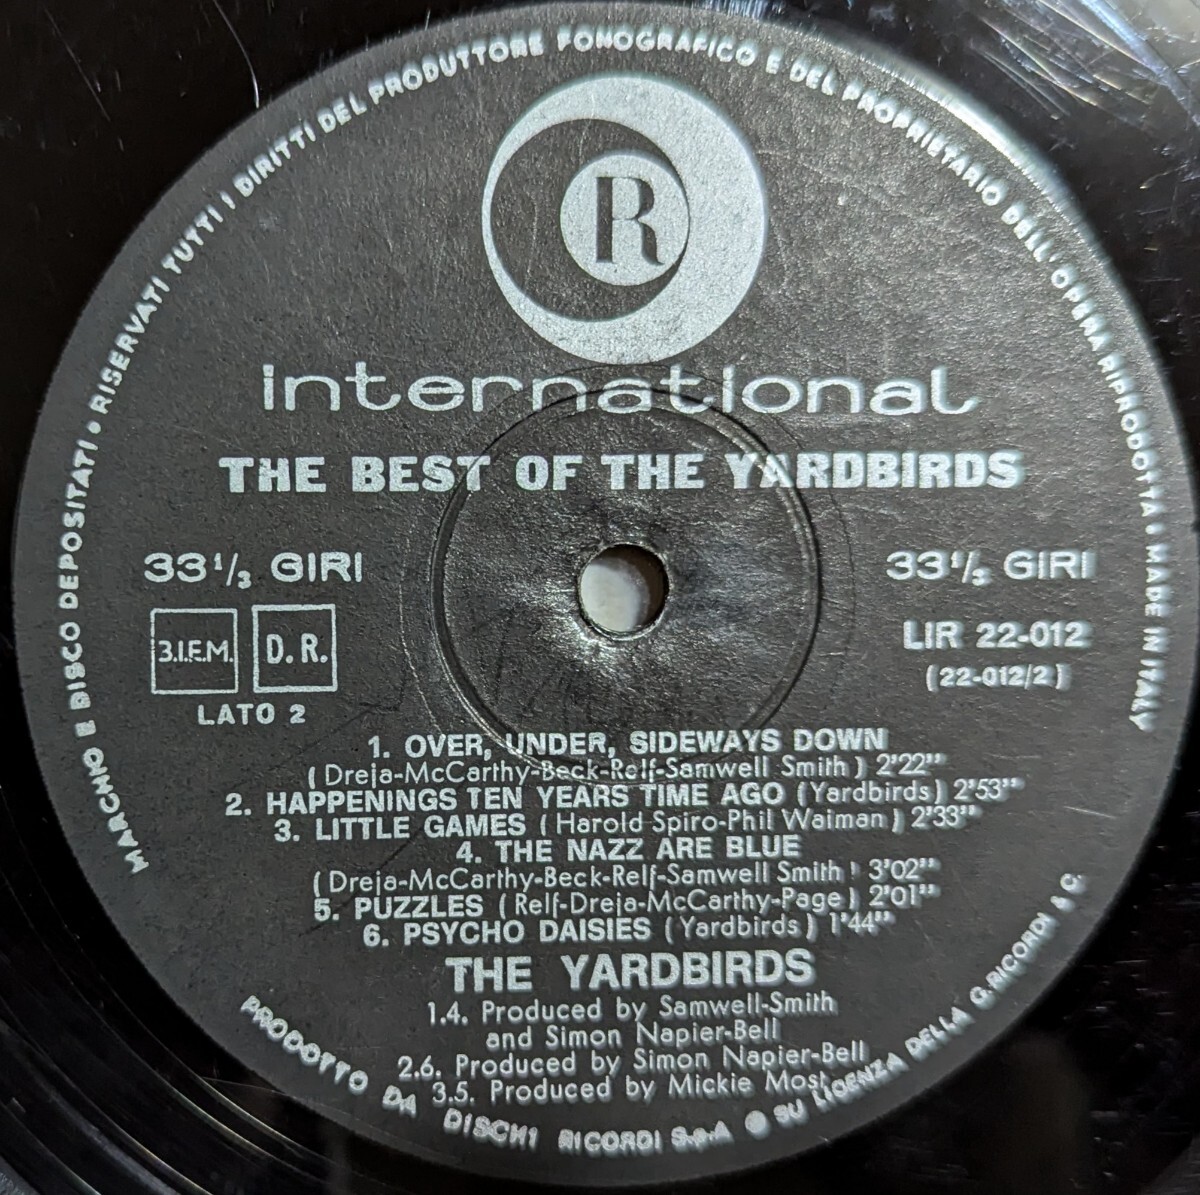 MARCHIO E DISCO DEPOSITATI • RISERVATI TUTTI I DIRITTI DEL PRODUTTORE FONOGRAFICO E DEL PROPRIETARIO DELL'OPERA RIPRODOTTA • MADE IN ITALY
R
international
THE BEST OF THE YARDBIRDS
33 1/3 GIRI
33 1/3 GIRI
B.I.E.M. D.R.
LIR 22-012
(22-012/2)
LATO 2
1. OVER, UNDER, SIDEWAYS DOWN
(Dreja-McCarthy-Beck-Relf-Samwell Smith) 2'22"
2. HAPPENINGS TEN YEARS TIME AGO (Yardbirds) 2'53"
3. LITTLE GAMES (Harold Spiro-Phil Waiman) 2'33"
4. THE NAZZ ARE BLUE
(Dreja-McCarthy-Beck-Relf-Samwell Smith) 3'02"
5. PUZZLES (Relf-Dreja-McCarthy-Page) 2'01"
6. PSYCHO DAISIES (Yardbirds) 1'44"
THE YARDBIRDS
1.4. Produced by Samwell-Smith
and Simon Napier-Bell
2.6. Produced by Simon Napier-Bell
3.5. Produced by Mickie Most
PRODOTTO DA DISCHI RICORDI S.p.A. • SU LICENZA DELLA G. RICORDI & C.